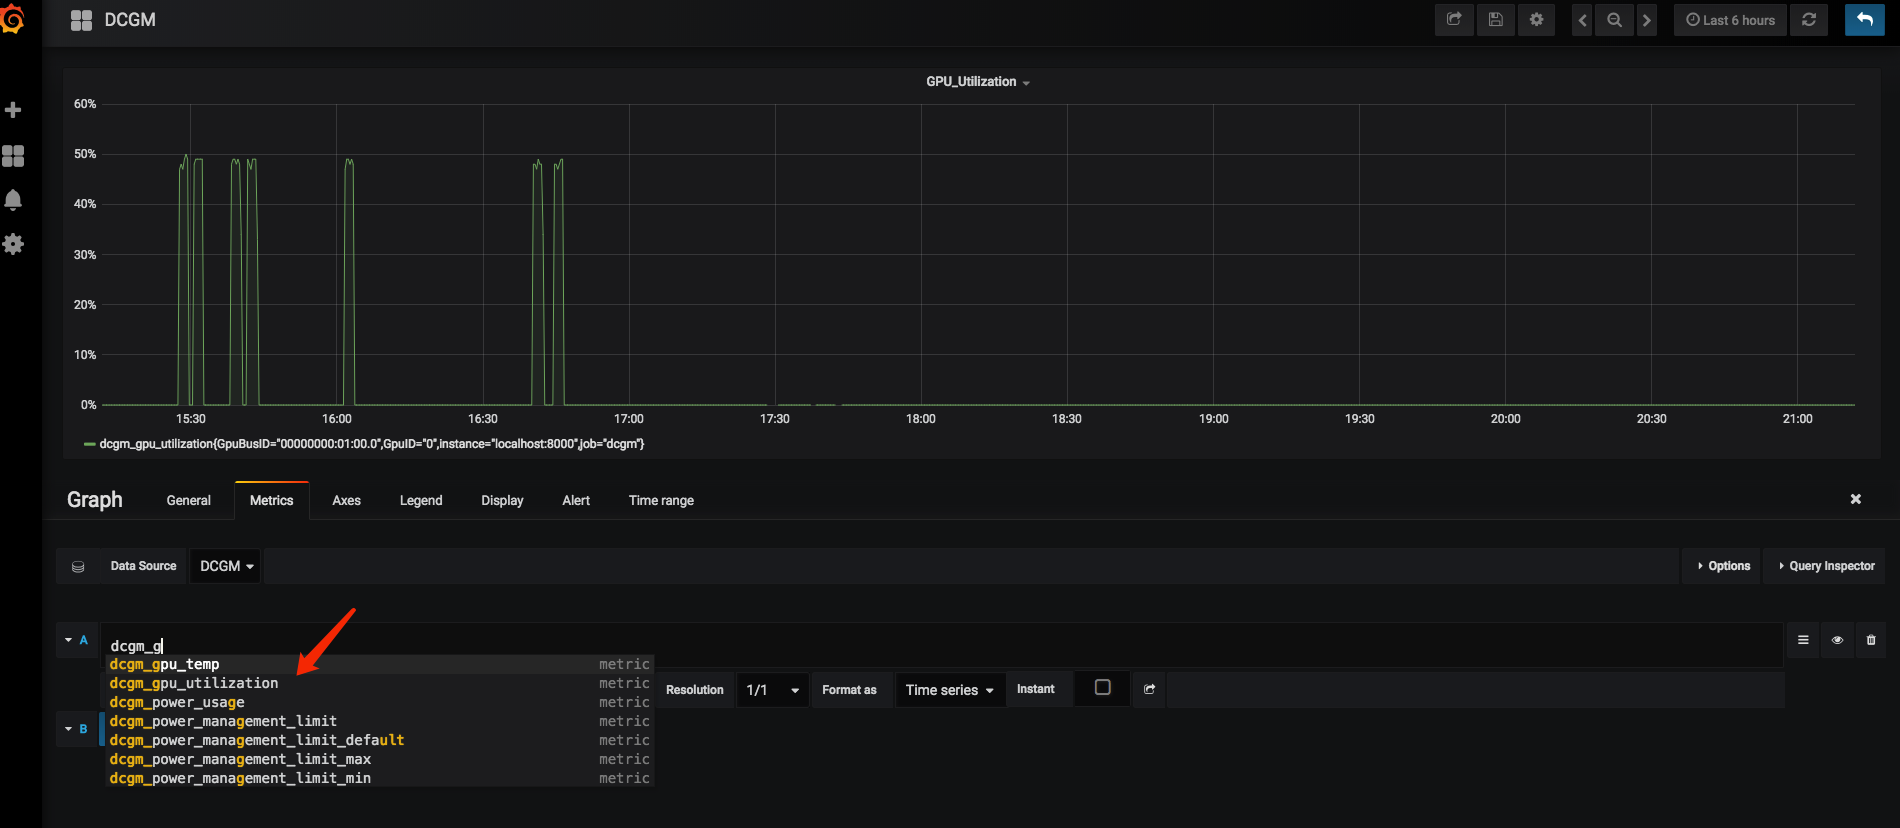 DCGM
Last 6 hours
GPU_Utilization
60%
50%
40%
30%
20%
10%
0%
15:30 16:00 16:30 17:00 17:30 18:00 18:30 19:00 19:30 20:00 20:30 21:00
dcgm_gpu_utilization{GpuBusID="00000000:01:00.0",GpuID="0",instance="localhost:8000",job="dcgm"}
Graph General Metrics Axes Legend Display Alert Time range
Data Source DCGM Options Query Inspector
A dcgm_g
dcgm_gpu_temp metric
dcgm_gpu_utilization metric
Resolution 1/1 Format as Time series Instant
dcgm_power_usage metric
dcgm_power_management_limit metric
B
dcgm_power_management_limit_default metric
dcgm_power_management_limit_max metric
dcgm_power_management_limit_min metric